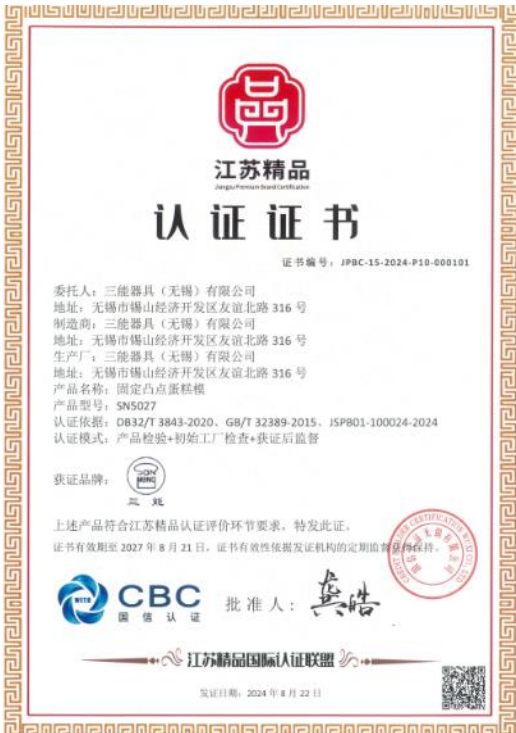 江苏精品
Jiangsu Premium Brand Certification
认证证书
证书编号：JPBC-15-2024-P10-000101
委托人：三能器具（无锡）有限公司
地址：无锡市锡山经济开发区友谊北路 316 号
制造商：三能器具（无锡）有限公司
地址：无锡市锡山经济开发区友谊北路 316 号
生产厂：三能器具（无锡）有限公司
地址：无锡市锡山经济开发区友谊北路 316 号
产品名称：固定凸点蛋糕模
产品型号：SN5027
认证依据：DB32/T 3843-2020、GB/T 32389-2015、JSPB01-100024-2024
认证模式：产品检验+初始工厂检查+获证后监督
获证品牌：
SAN NENG
三能
上述产品符合江苏精品认证评价环节要求，特发此证。
证书有效期至 2027 年 8 月 21 日，证书有效性依据发证机构的定期监督获得保持。
WITC
CBC
国信认证
批准人：龚皓
江苏精品国际认证联盟
发证日期：2024 年 8 月 22 日